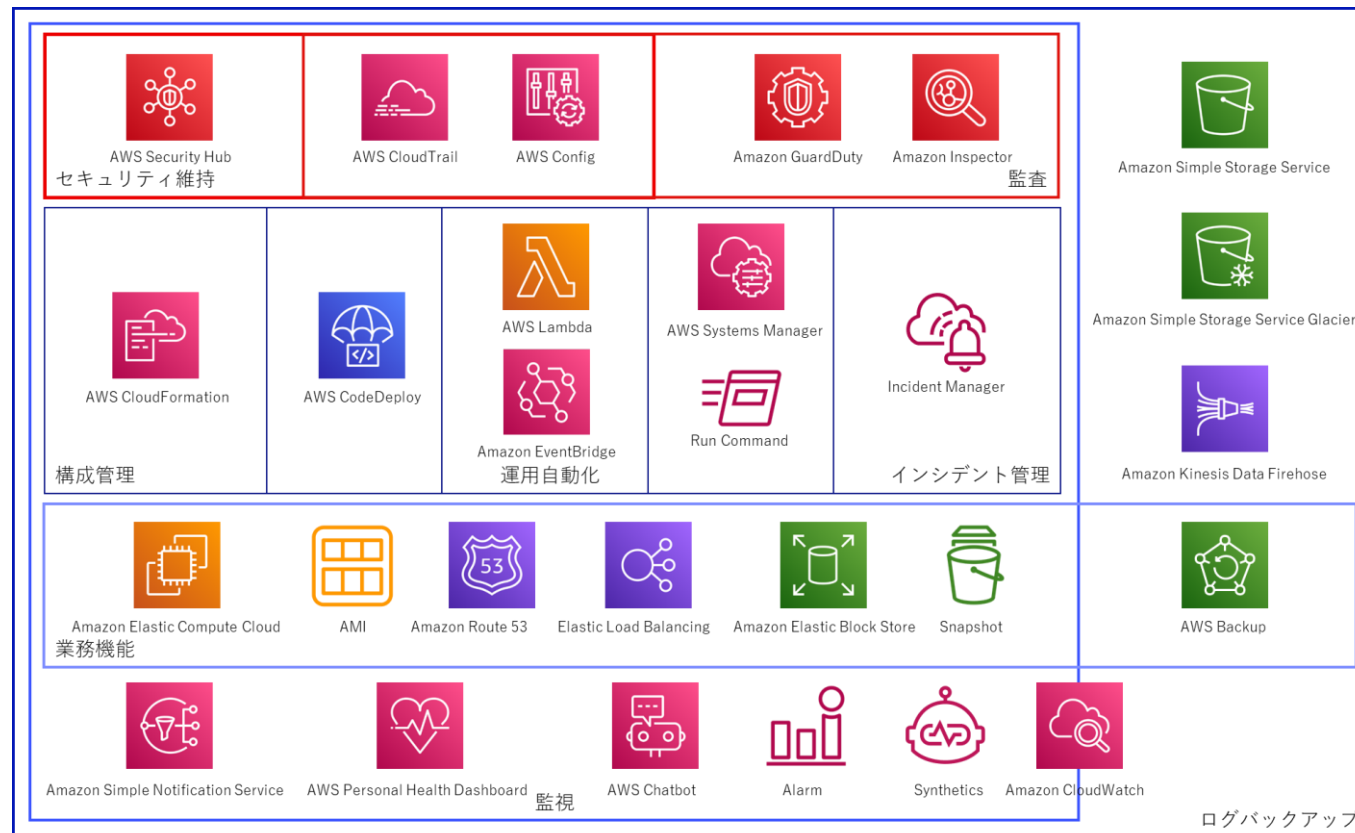 AWS Security Hub
AWS CloudTrail
AWS Config
Amazon GuardDuty
Amazon Inspector
セキュリティ維持
監査
Amazon Simple Storage Service
AWS CloudFormation
AWS CodeDeploy
AWS Lambda
Amazon EventBridge
AWS Systems Manager
Run Command
Incident Manager
構成管理
運用自動化
インシデント管理
Amazon Simple Storage Service Glacier
Amazon Kinesis Data Firehose
53
Amazon Elastic Compute Cloud
AMI
Amazon Route 53
Elastic Load Balancing
Amazon Elastic Block Store
Snapshot
AWS Backup
業務機能
Amazon Simple Notification Service
AWS Personal Health Dashboard
AWS Chatbot
Alarm
Synthetics
Amazon CloudWatch
監視
ログバックアップ